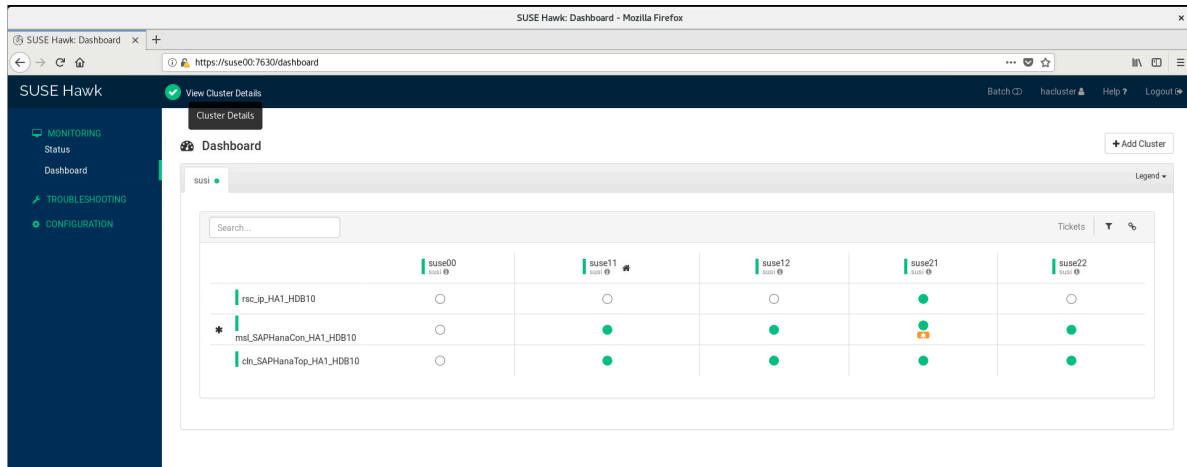 SUSE Hawk: Dashboard - Mozilla Firefox
SUSE Hawk: Dashboard
https://suse00:7630/dashboard
SUSE Hawk
View Cluster Details
Batch
hacluster
Help ?
Logout
Cluster Details
MONITORING
Status
Dashboard
TROUBLESHOOTING
CONFIGURATION
Dashboard
+ Add Cluster
susi
Legend
Search...
Tickets
suse00 suse11 suse12 suse21 suse22
susi susi susi susi susi
rsc_ip_HA1_HDB10
msl_SAPHanaCon_HA1_HDB10
cln_SAPHanaTop_HA1_HDB10